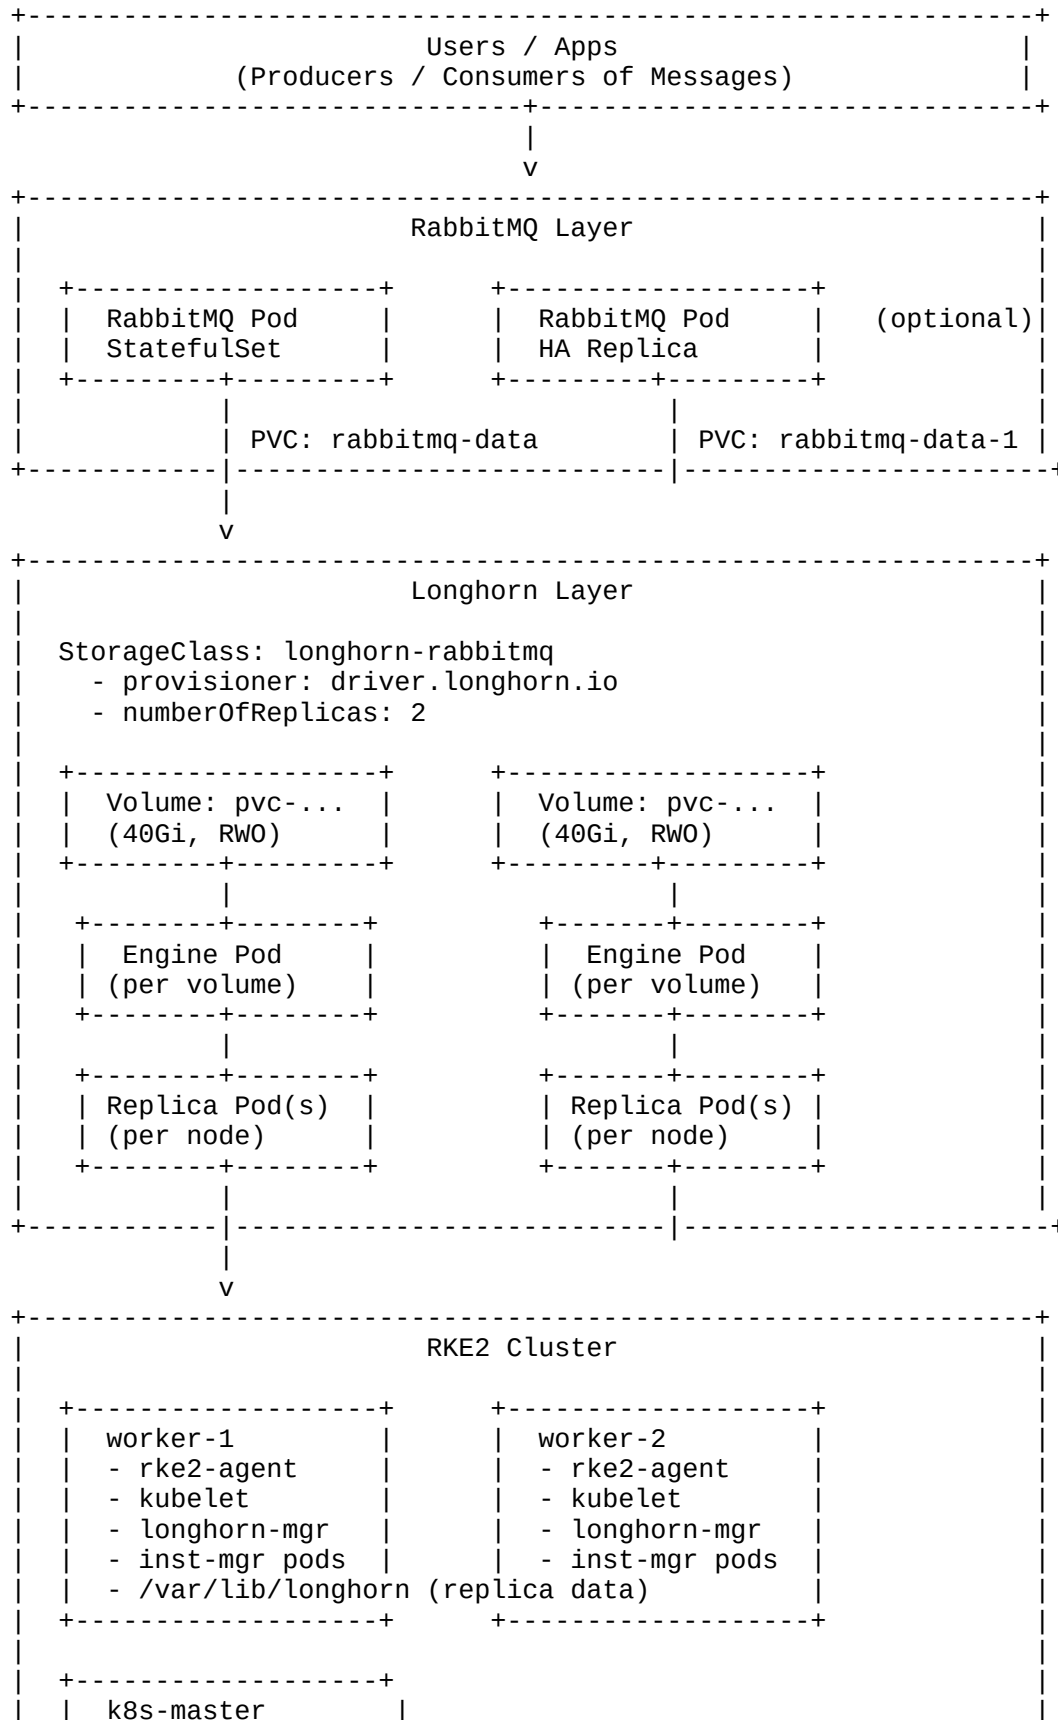 Users / Apps
(Producers / Consumers of Messages)
v
RabbitMQ Layer
RabbitMQ Pod RabbitMQ Pod (optional)
StatefulSet HA Replica
PVC: rabbitmq-data PVC: rabbitmq-data-1
v
Longhorn Layer
StorageClass: longhorn-rabbitmq
- provisioner: driver.longhorn.io
- numberOfReplicas: 2
Volume: pvc-... Volume: pvc-...
(40Gi, RWO) (40Gi, RWO)
Engine Pod Engine Pod
(per volume) (per volume)
Replica Pod(s) Replica Pod(s)
(per node) (per node)
v
RKE2 Cluster
worker-1 worker-2
- rke2-agent - rke2-agent
- kubelet - kubelet
- longhorn-mgr - longhorn-mgr
- inst-mgr pods - inst-mgr pods
- /var/lib/longhorn (replica data)
k8s-master